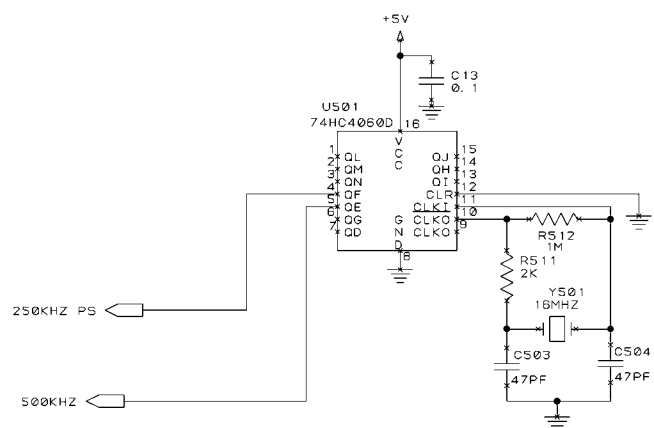 +5V
C13
0.1
U501
74HC4060D
16
VCC
1 QL QJ 15
2 QM QH 14
3 QN QI 13
4 QF CLR 12
5 QE CLKI 11
6 QG CLKO 10
7 QD CLKO 9
GND
8
R512
1M
R511
2K
Y501
16MHZ
250KHZ PS
C503
47PF
C504
47PF
500KHZ